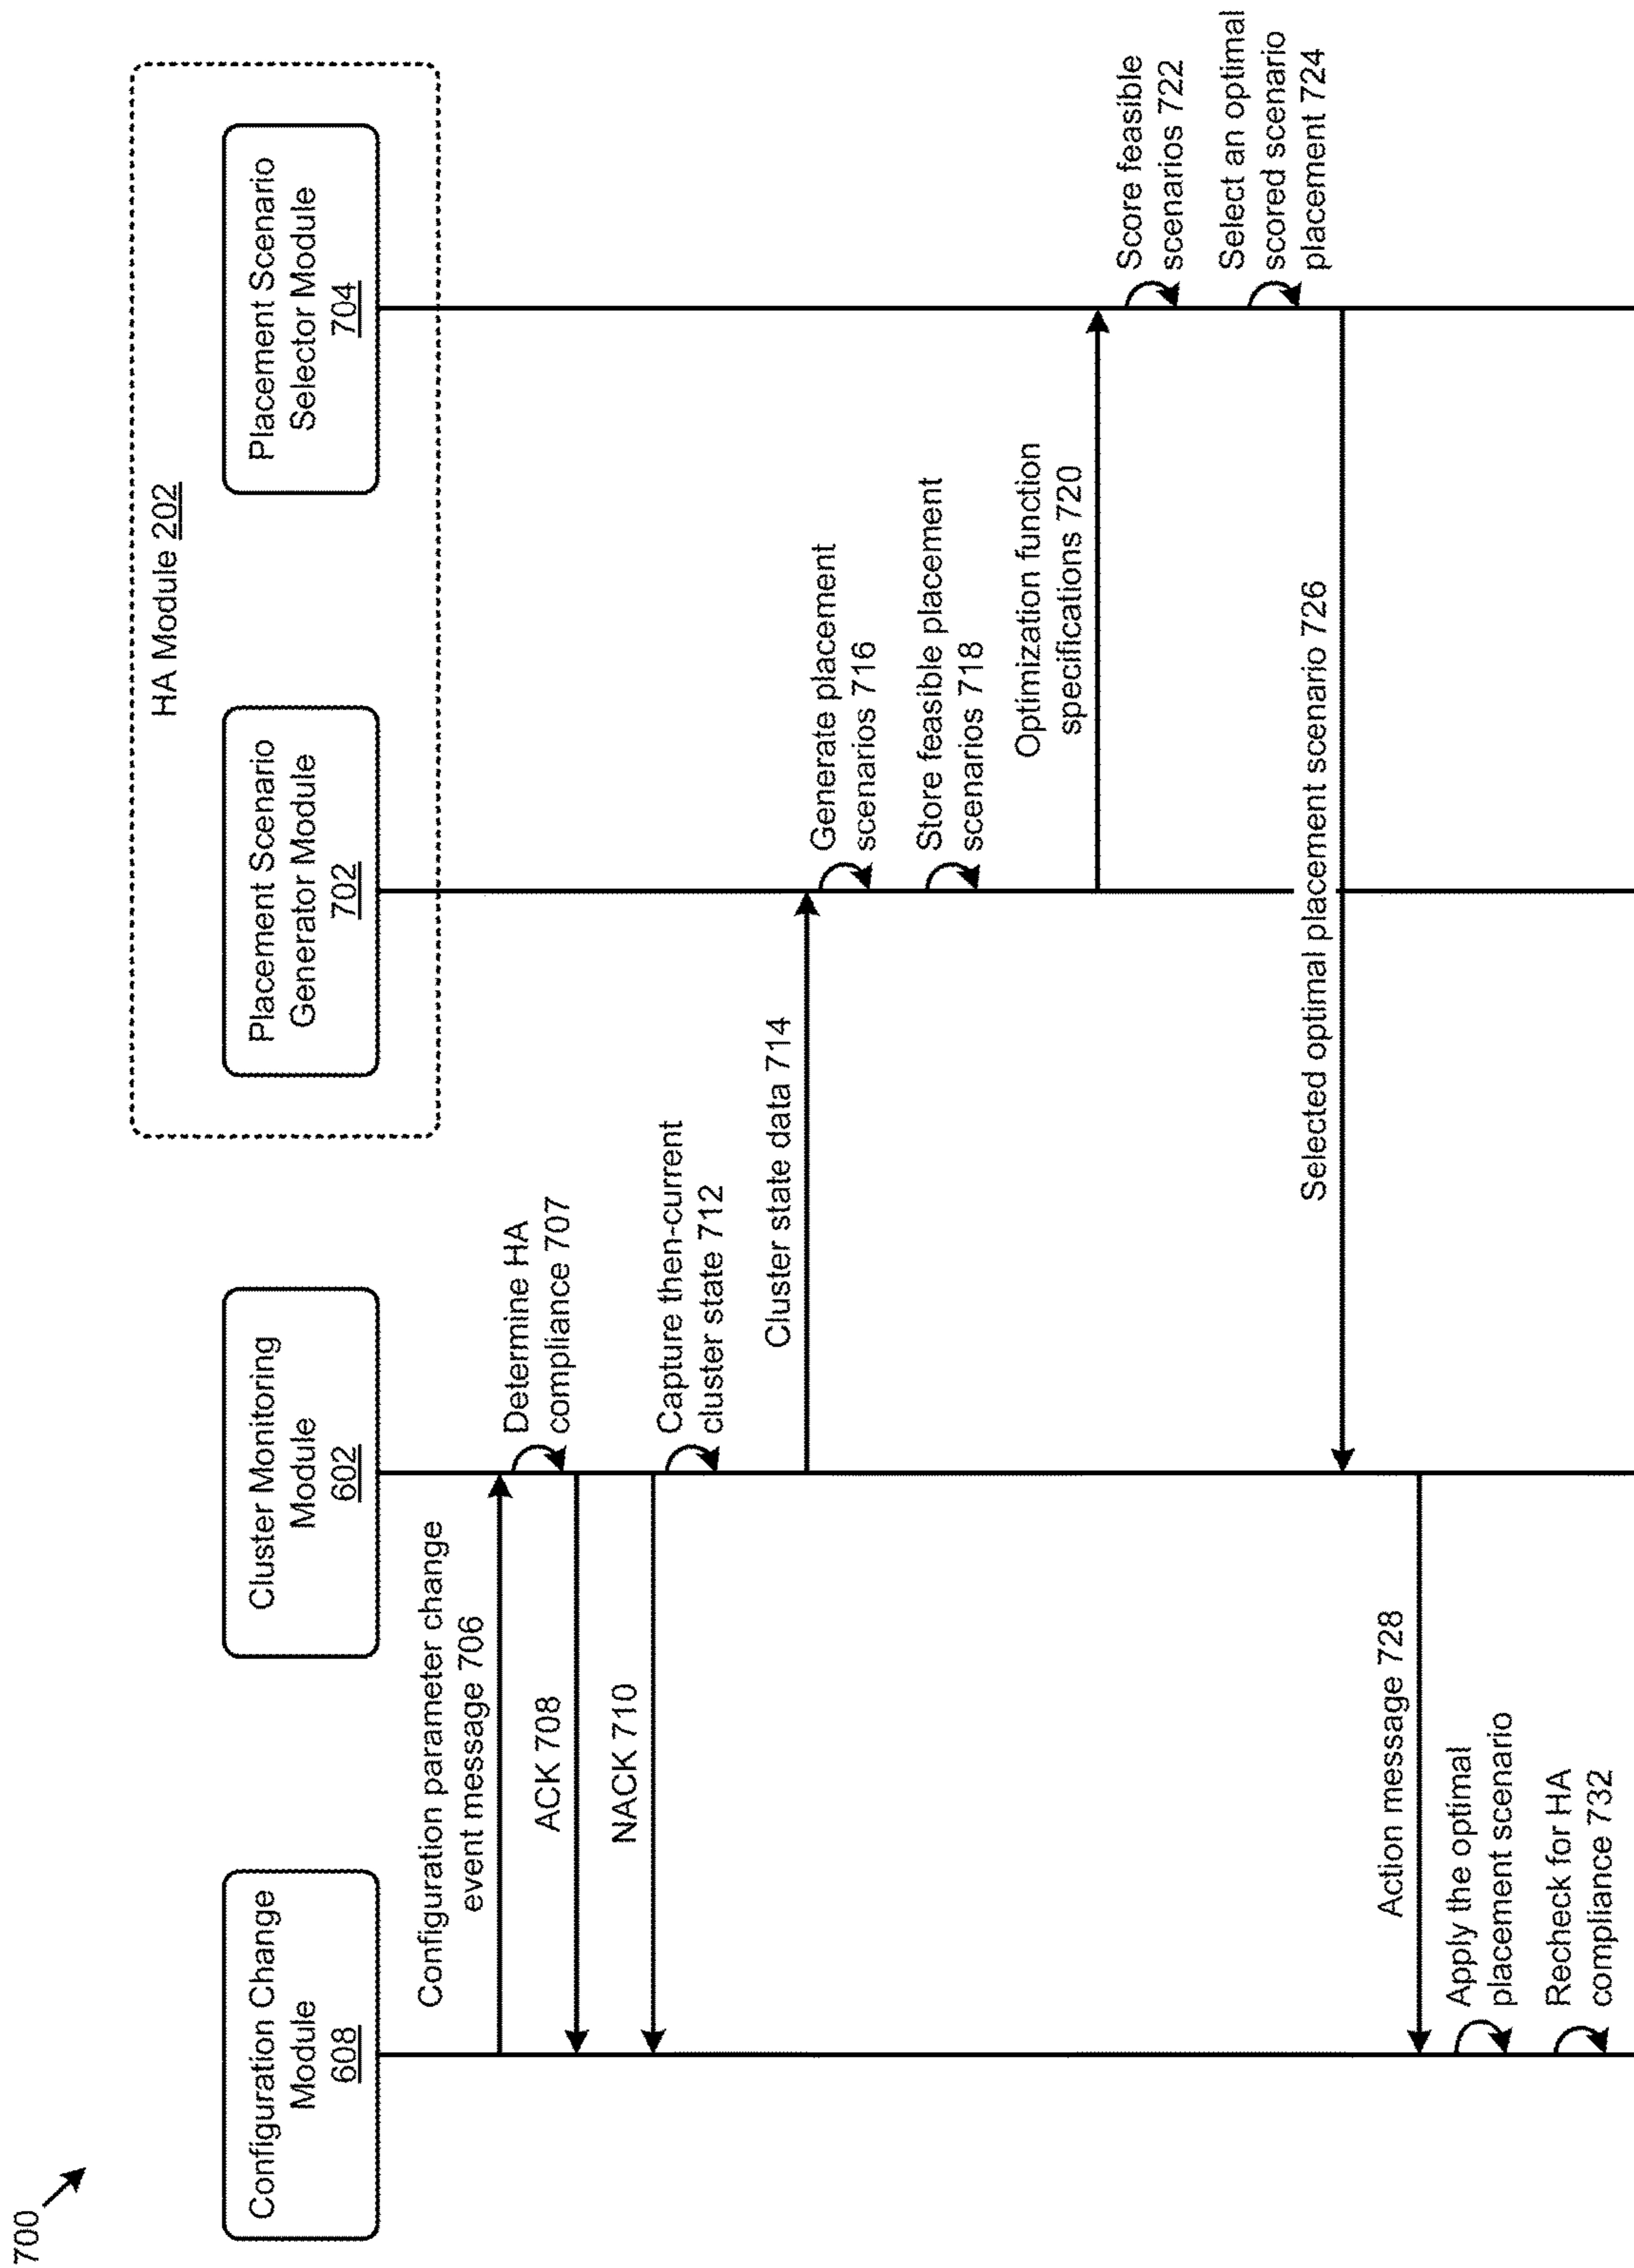 700
HA Module 202
Configuration Change
Module
608
Cluster Monitoring
Module
602
Placement Scenario
Generator Module
702
Placement Scenario
Selector Module
704
Configuration parameter change
event message 706
Determine HA
compliance 707
ACK 708
NACK 710
Capture then-current
cluster state 712
Cluster state data 714
Generate placement
scenarios 716
Store feasible placement
scenarios 718
Optimization function
specifications 720
Score feasible
scenarios 722
Select an optimal
scored scenario
placement 724
Selected optimal placement scenario 726
Action message 728
Apply the optimal
placement scenario
Recheck for HA
compliance 732